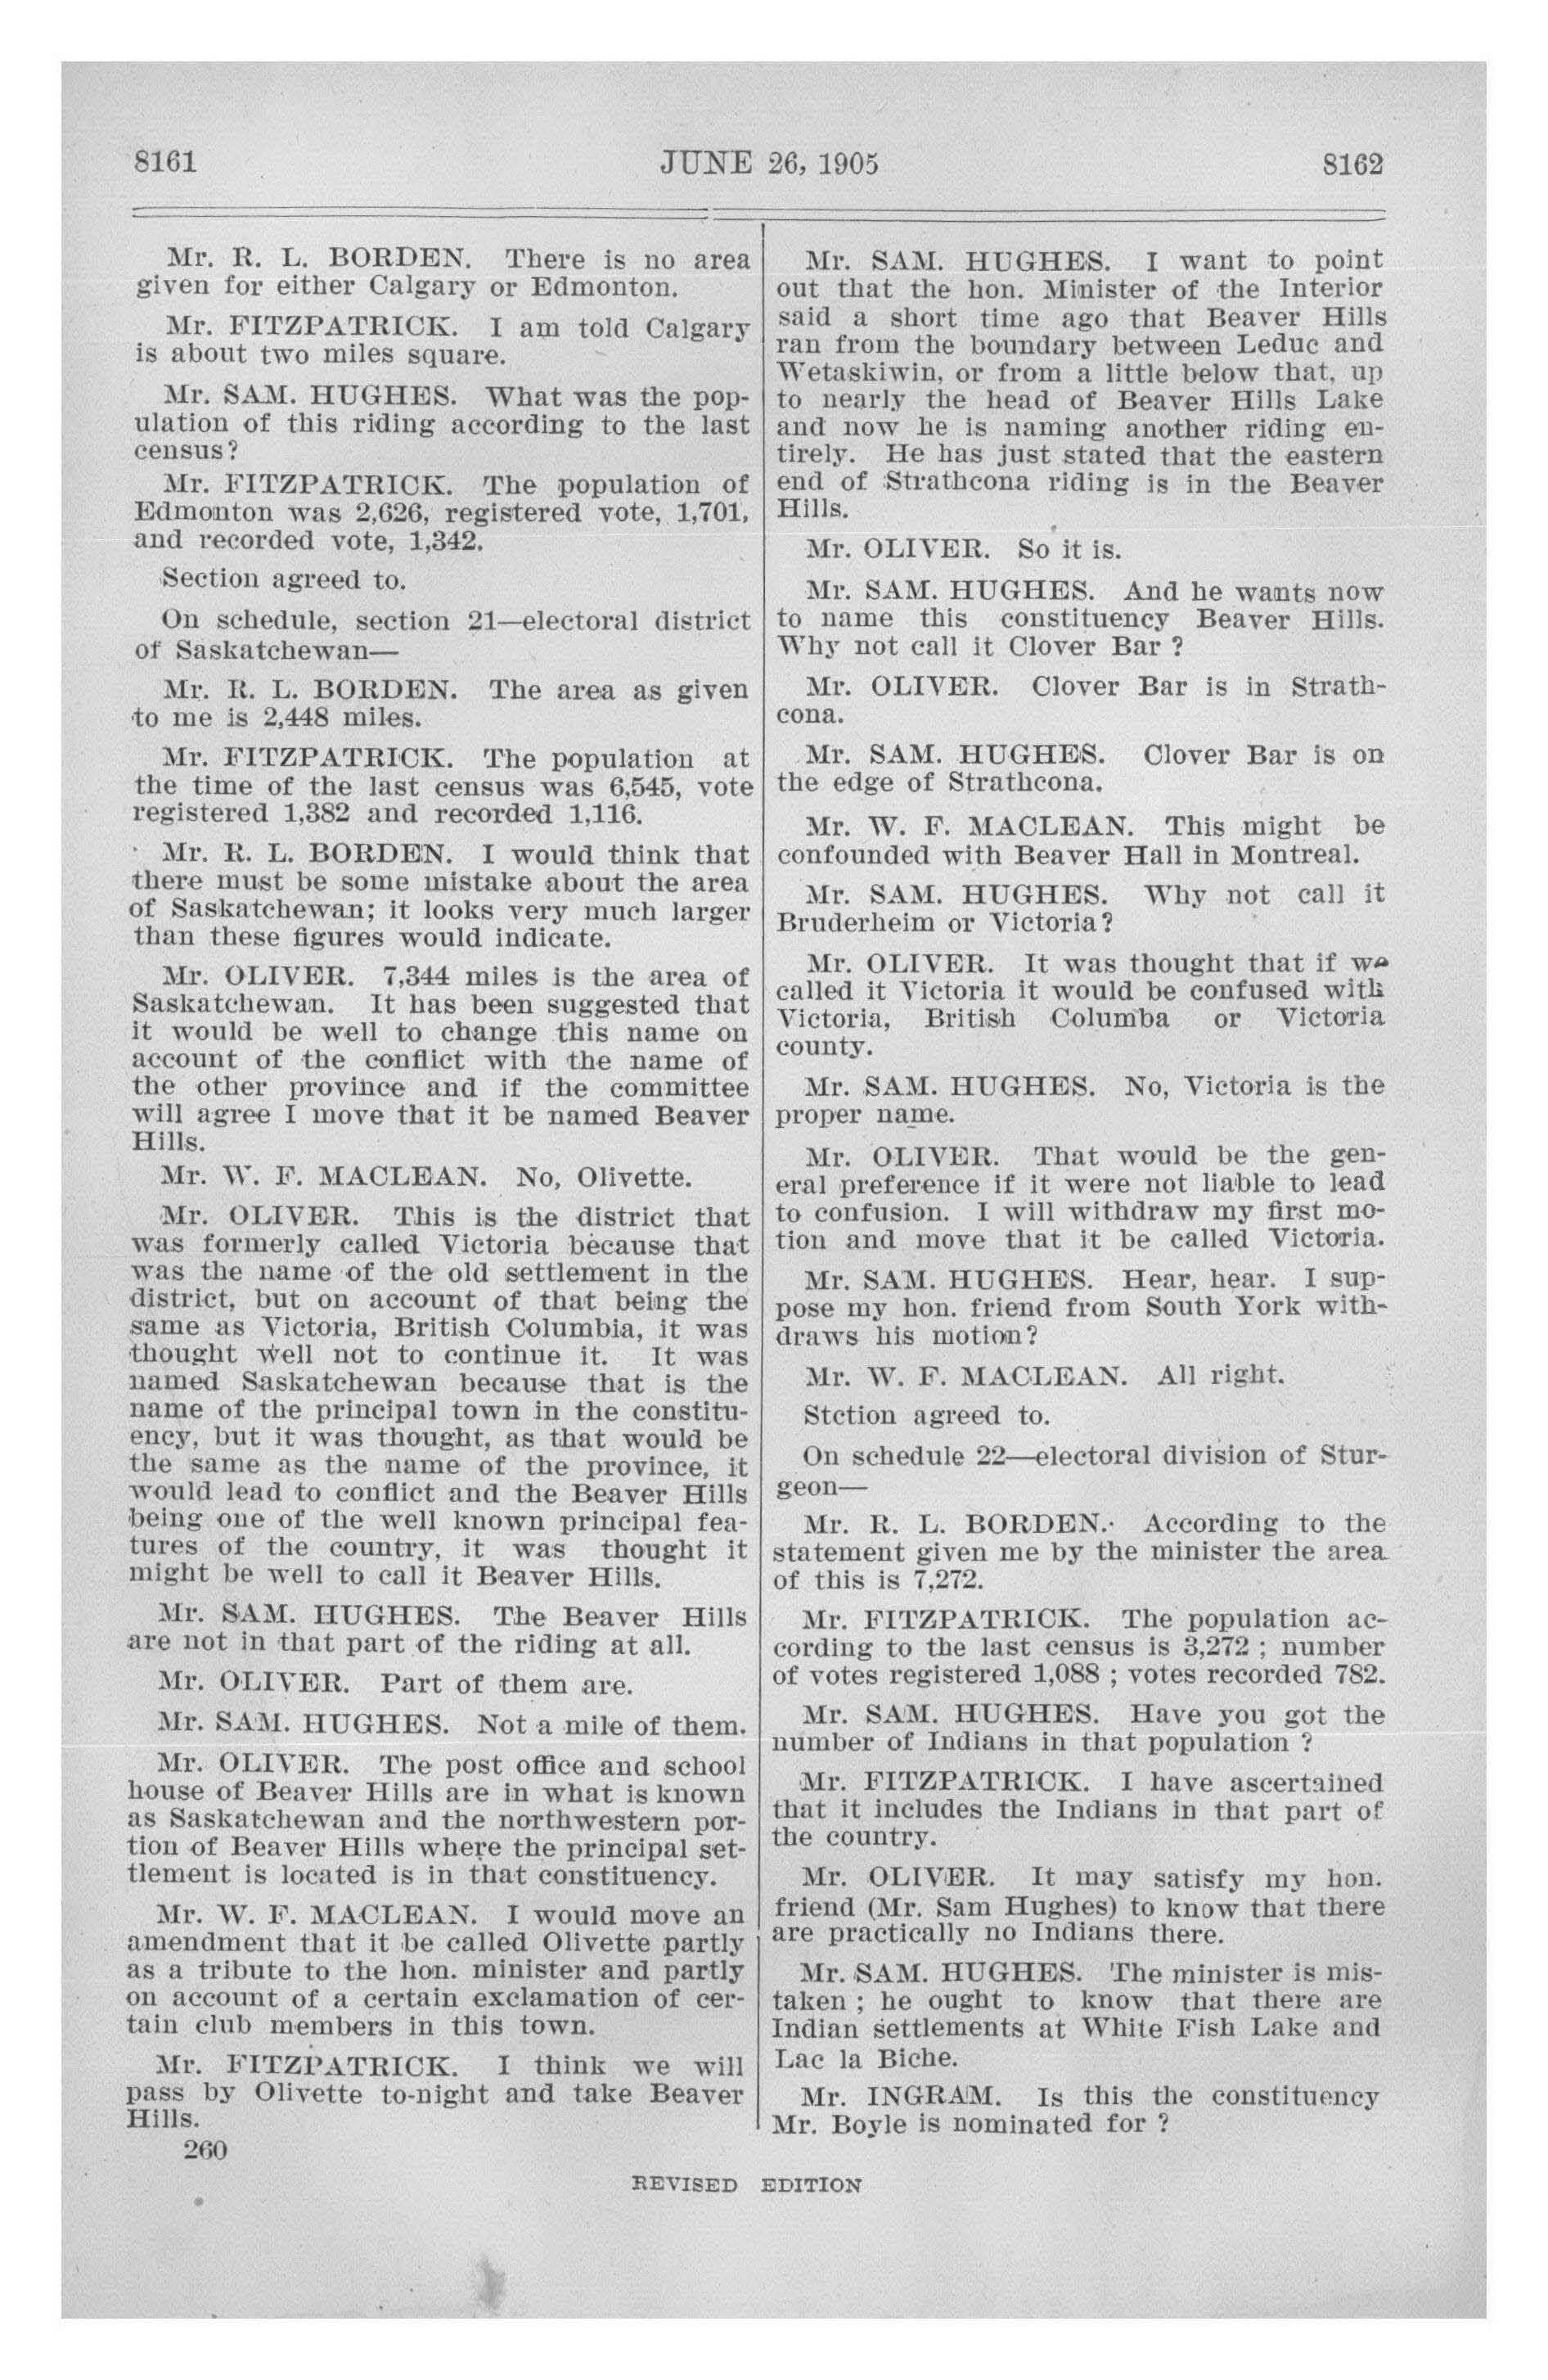 8161 JUNE 26, 1905 8162
Mr. R. L. BORDEN. There is no area
given for either Calgary or Edmonton.
Mr. FITZPATRICK. I am told Calgary
is about two miles square.
Mr. SAM. HUGHES. What was the pop-
ulation of this riding according to the last
census?
Mr. FITZPATRICK. The population of
Edmonton was 2,626, registered vote, 1,701,
and recorded vote, 1,342.
Section agreed to.
On schedule, section 21—electoral district
of Saskatchewan—
Mr. R. L. BORDEN. The area as given
to me is 2,448 miles.
Mr. FITZPATRICK. The population at
the time of the last census was 6,545, vote
registered 1,382 and recorded 1,116.
Mr. R. L. BORDEN. I would think that
there must be some mistake about the area
of Saskatchewan; it looks very much larger
than these figures would indicate.
Mr. OLIVER. 7,344 miles is the area of
Saskatchewan. It has been suggested that
it would be well to change this name on
account of the conflict with the name of
the other province and if the committee
will agree I move that it be named Beaver
Hills.
Mr. W. F. MACLEAN. No, Olivette.
Mr. OLIVER. This is the district that
was formerly called Victoria because that
was the name of the old settlement in the
district, but on account of that being the
same as Victoria, British Columbia, it was
thought well not to continue it. It was
named Saskatchewan because that is the
name of the principal town in the constitu-
ency, but it was thought, as that would be
the same as the name of the province, it
would lead to conflict and the Beaver Hills
being one of the well known principal fea-
tures of the country, it was thought it
might be well to call it Beaver Hills.
Mr. SAM. HUGHES. The Beaver Hills
are not in that part of the riding at all.
Mr. OLIVER. Part of them are.
Mr. SAM. HUGHES. Not a mile of them.
Mr. OLIVER. The post office and school
house of Beaver Hills are in what is known
as Saskatchewan and the northwestern por-
tion of Beaver Hills where the principal set-
tlement is located is in that constituency.
Mr. W. F. MACLEAN. I would move an
amendment that it be called Olivette partly
as a tribute to the hon. minister and partly
on account of a certain exclamation of cer-
tain club members in this town.
Mr. FITZPATRICK. I think we will
pass by Olivette to-night and take Beaver
Hills.
260
Mr. SAM. HUGHES. I want to point
out that the hon. Minister of the Interior
said a short time ago that Beaver Hills
ran from the boundary between Leduc and
Wetaskiwin, or from a little below that, up
to nearly the head of Beaver Hills Lake
and now he is naming another riding en-
tirely. He has just stated that the eastern
end of Strathcona riding is in the Beaver
Hills.
Mr. OLIVER. So it is.
Mr. SAM. HUGHES. And he wants now
to name this constituency Beaver Hills.
Why not call it Clover Bar ?
Mr. OLIVER. Clover Bar is in Strath-
cona.
Mr. SAM. HUGHES. Clover Bar is on
the edge of Strathcona.
Mr. W. F. MACLEAN. This might be
confounded with Beaver Hall in Montreal.
Mr. SAM. HUGHES. Why not call it
Bruderheim or Victoria?
Mr. OLIVER. It was thought that if we
called it Victoria it would be confused with
Victoria, British Columba or Victoria
county.
Mr. SAM. HUGHES. No, Victoria is the
proper name.
Mr. OLIVER. That would be the gen-
eral preference if it were not liable to lead
to confusion. I will withdraw my first mo-
tion and move that it be called Victoria.
Mr. SAM. HUGHES. Hear, hear. I sup-
pose my hon. friend from South York with-
draws his motion?
Mr. W. F. MACLEAN. All right.
Stction agreed to.
On schedule 22—electoral division of Stur-
geon—
Mr. R. L. BORDEN. According to the
statement given me by the minister the area
of this is 7,272.
Mr. FITZPATRICK. The population ac-
cording to the last census is 3,272 ; number
of votes registered 1,088 ; votes recorded 782.
Mr. SAM. HUGHES. Have you got the
number of Indians in that population ?
Mr. FITZPATRICK. I have ascertained
that it includes the Indians in that part of
the country.
Mr. OLIVER. It may satisfy my hon.
friend (Mr. Sam Hughes) to know that there
are practically no Indians there.
Mr. SAM. HUGHES. The minister is mis-
taken ; he ought to know that there are
Indian settlements at White Fish Lake and
Lac la Biche.
Mr. INGRAM. Is this the constituency
Mr. Boyle is nominated for ?
REVISED EDITION